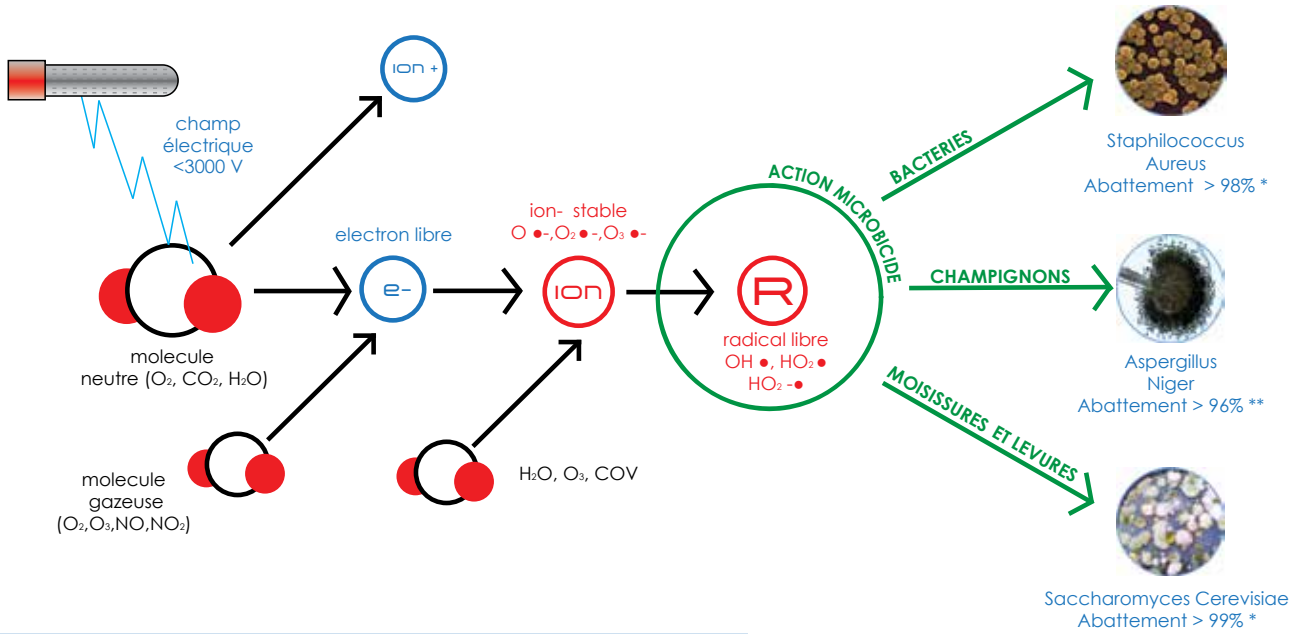 ion +
champ
électrique
<3000 V
molecule
neutre (O₂, CO₂, H₂O)
electron libre
e-
molécule
gazeuse
(O₂,O₃,NO,NO₂)
ion- stable
O ●-,O₂ ●-,O₃ ●-
ion
H₂O, O₃, COV
ACTION MICROBICIDE
R
radical libre
OH ●, HO₂ ●
HO₂ -●
BACTERIES
Staphilococcus
Aureus
Abattement > 98% *
CHAMPIGNONS
Aspergillus
Niger
Abattement > 96% **
MOISISSURES ET LEVURES
Saccharomyces Cerevisiae
Abattement > 99% *